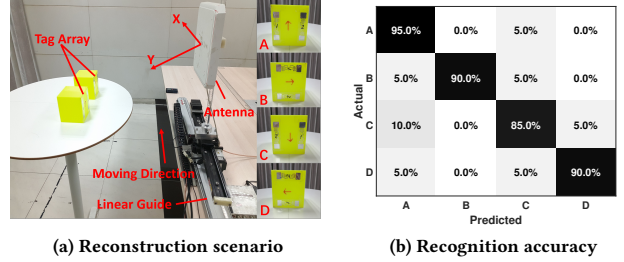 X
Y
Tag Array
Antenna
Moving Direction
Linear Guide
A
B
C
D
Actual
A 95.0% 0.0% 5.0% 0.0%
B 5.0% 90.0% 5.0% 0.0%
C 10.0% 0.0% 85.0% 5.0%
D 5.0% 0.0% 5.0% 90.0%
A B C D
Predicted
(a) Reconstruction scenario
(b) Recognition accuracy